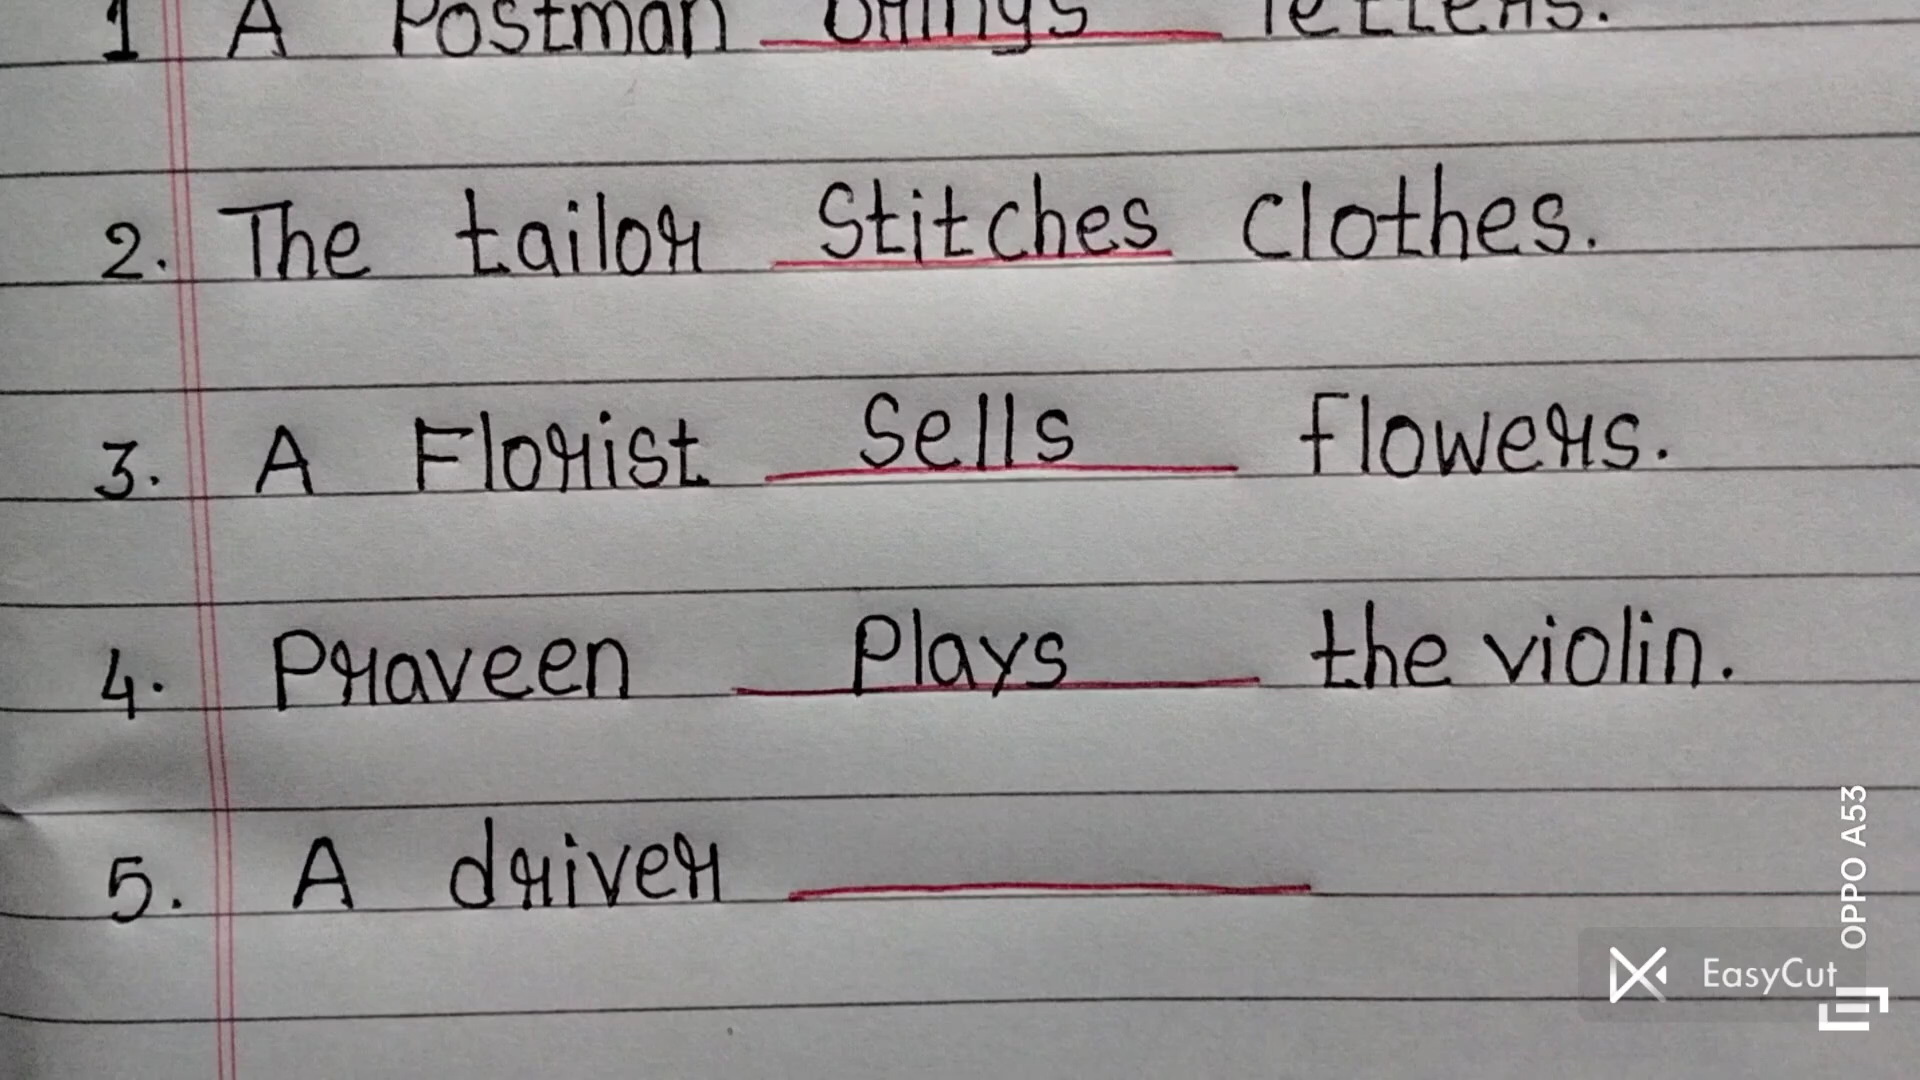 1 A Postman brings letters.
2. The tailor Stitches clothes.
3. A Florist Sells flowers.
4. Praveen Plays the violin.
5. A driver
OPPO A53
EasyCut